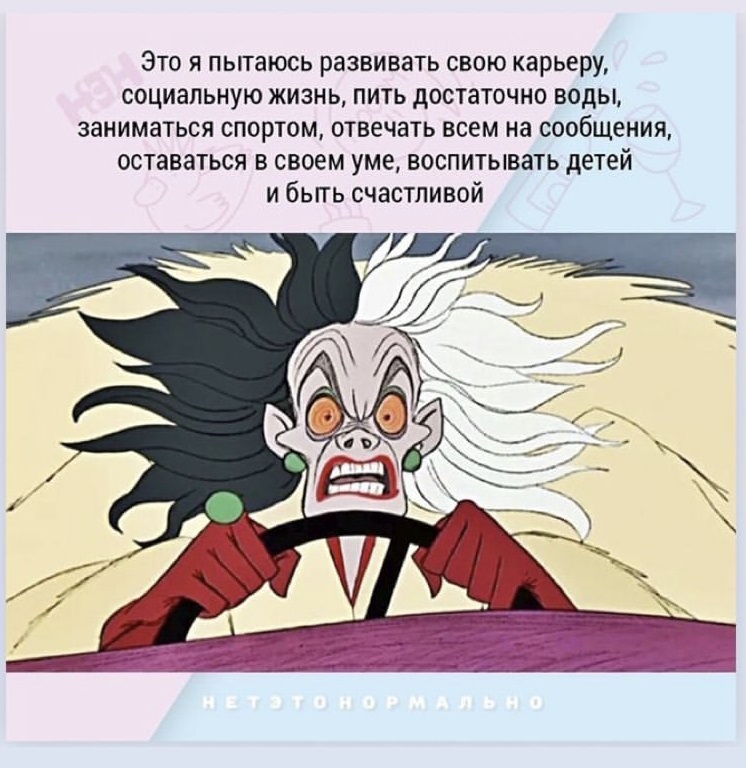 Это я пытаюсь развивать свою карьеру,
социальную жизнь, пить достаточно воды,
заниматься спортом, отвечать всем на сообщения,
оставаться в своем уме, воспитывать детей
и быть счастливой
НЕТЭТОНОРМАЛЬНО